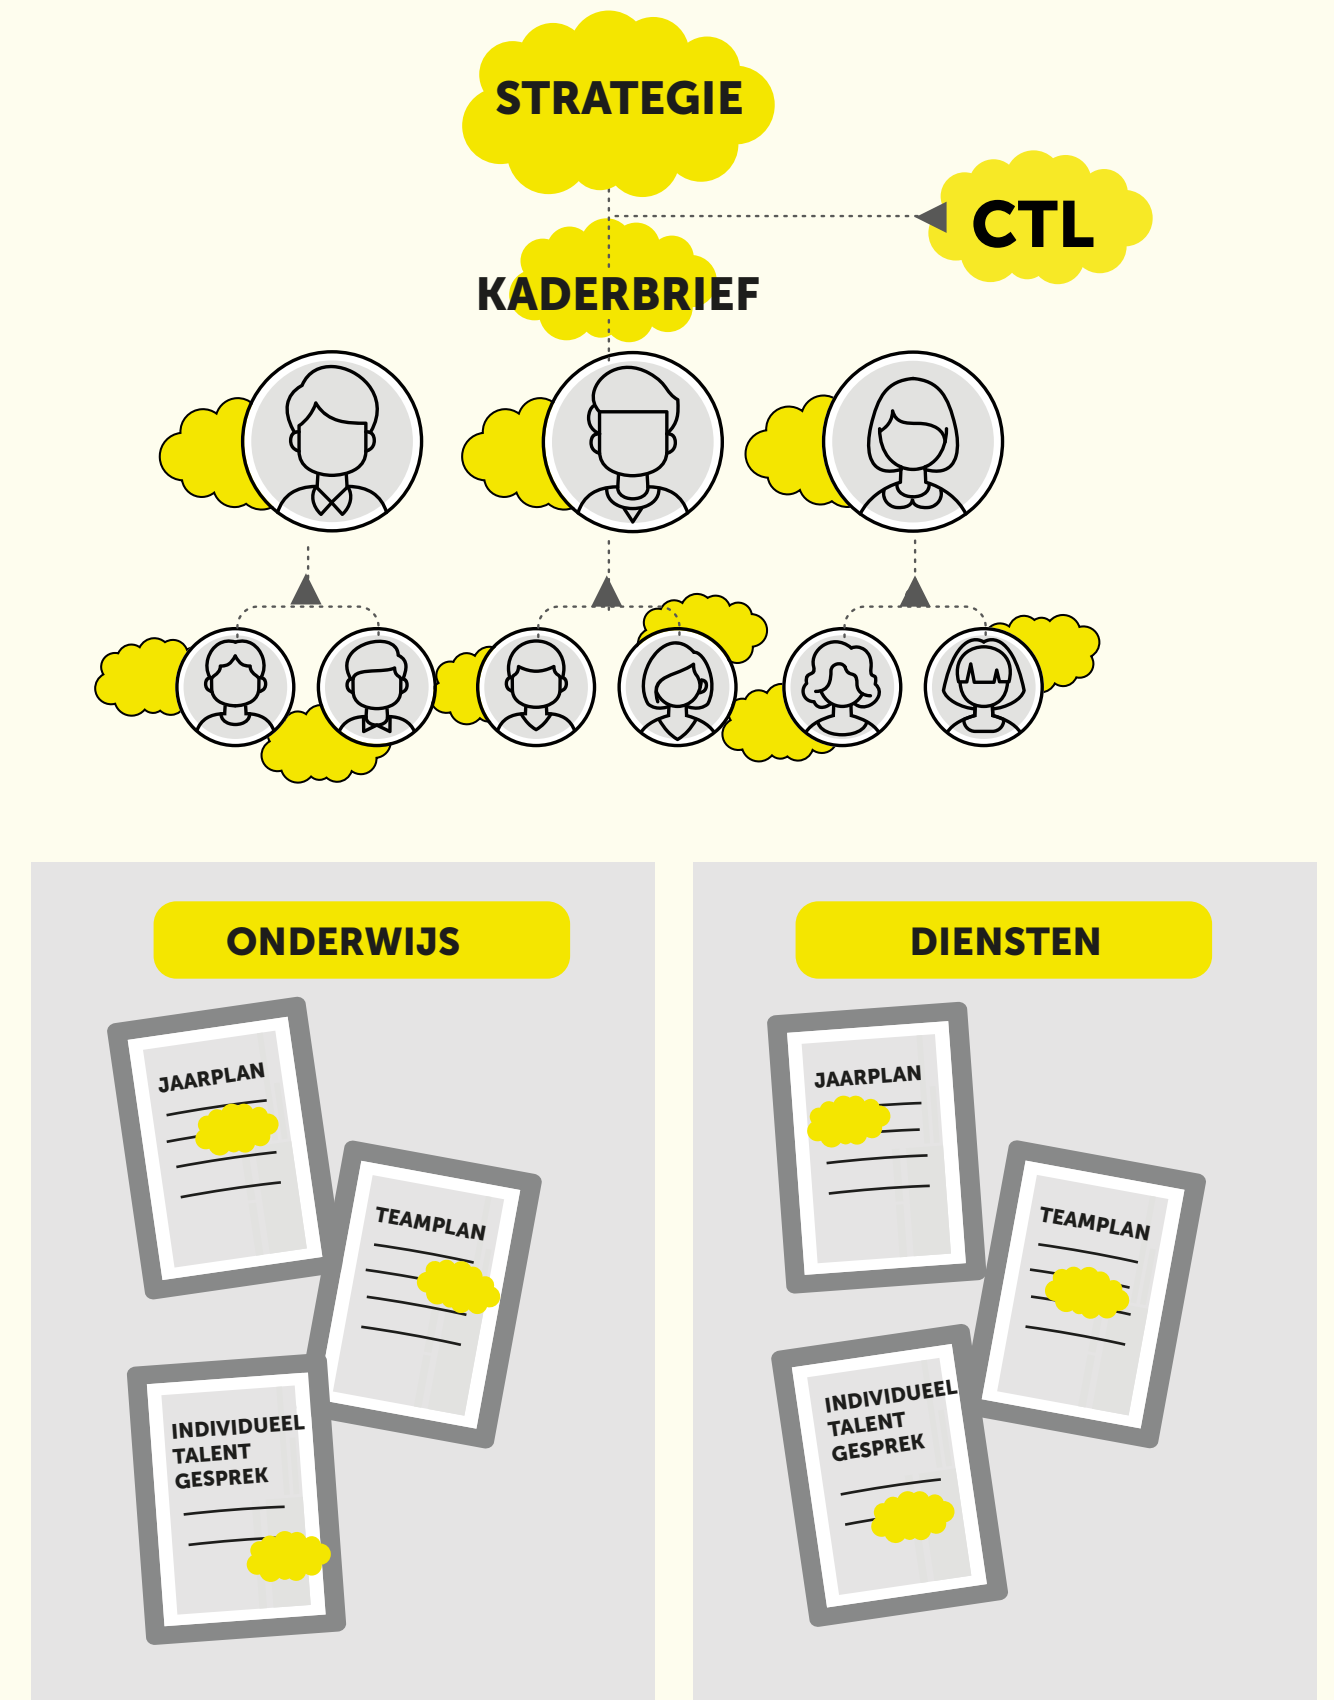 STRATEGIE
CTL
KADERBRIEF
ONDERWIJS
JAARPLAN
TEAMPLAN
INDIVIDUEEL
TALENT
GESPREK
DIENSTEN
JAARPLAN
TEAMPLAN
INDIVIDUEEL
TALENT
GESPREK